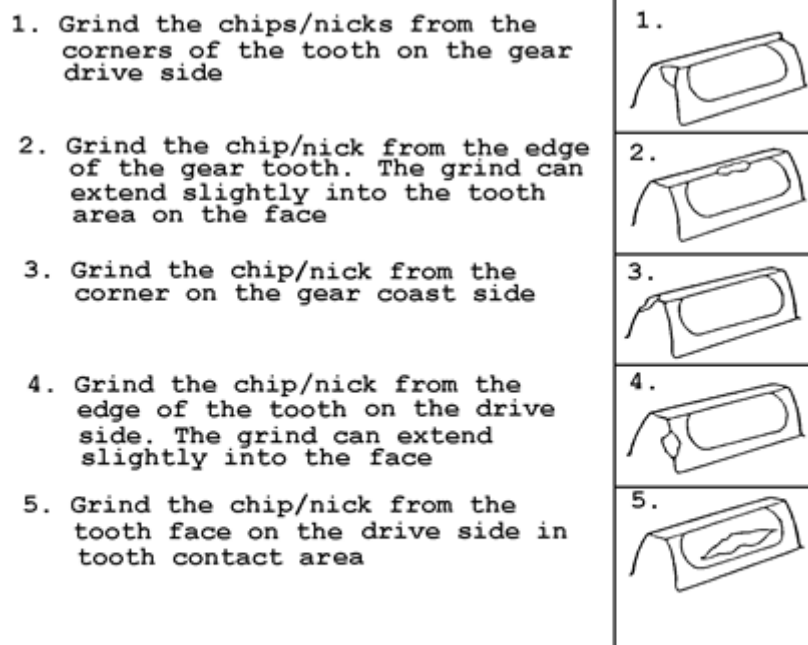 1. Grind the chips/nicks from the
corners of the tooth on the gear
drive side
2. Grind the chip/nick from the edge
of the gear tooth. The grind can
extend slightly into the tooth
area on the face
3. Grind the chip/nick from the
corner on the gear coast side
4. Grind the chip/nick from the
edge of the tooth on the drive
side. The grind can extend
slightly into the face
5. Grind the chip/nick from the
tooth face on the drive side in
tooth contact area
1.
2.
3.
4.
5.